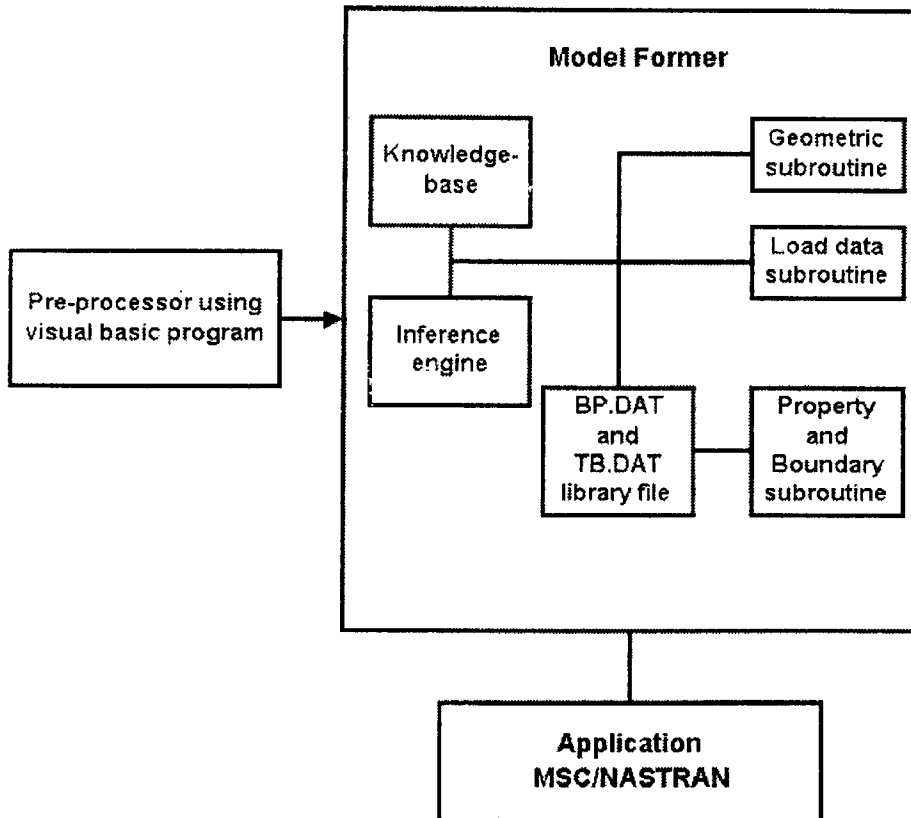 Model Former
Knowledge-
base
Geometric
subroutine
Load data
subroutine
Pre-processor using
visual basic program
Inference
engine
BP.DAT
and
TB.DAT
library file
Property
and
Boundary
subroutine
Application
MSC/NASTRAN